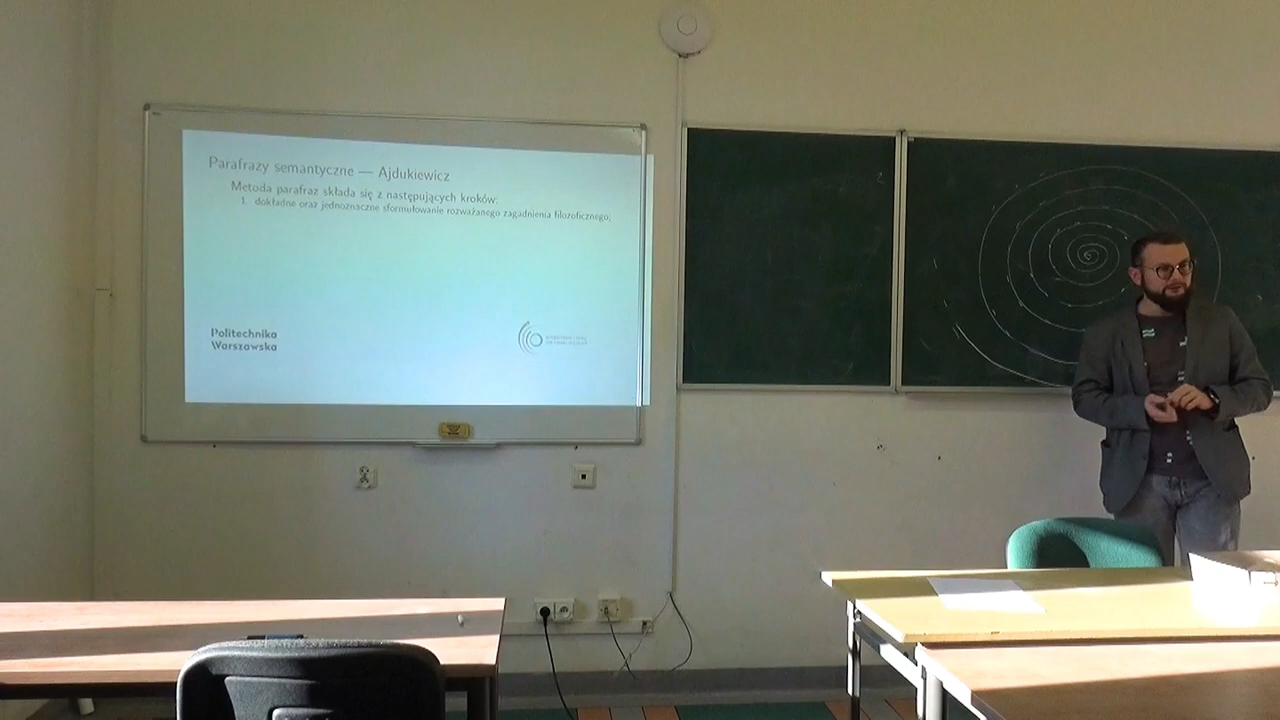 Parafrazy semantyczne — Ajdukiewicz
Metoda parafraz składa się z następujących kroków:
1. dokładne oraz jednoznaczne sformułowanie rozważanego zagadnienia filozoficznego;
Politechnika
Warszawska